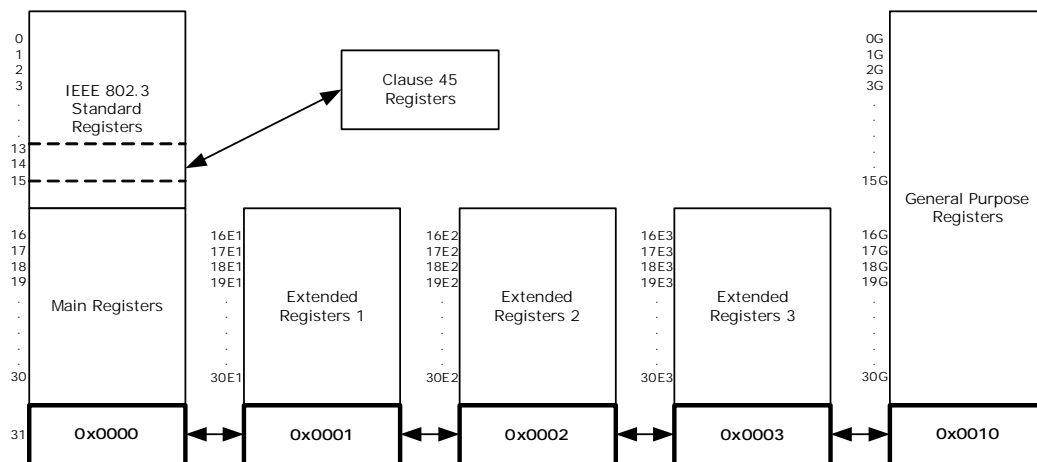 0
1
2
3
.
.
.
13
14
15
IEEE 802.3
Standard
Registers
Clause 45
Registers
0G
1G
2G
3G
.
.
.
.
.
15G
General Purpose
Registers
16
17
18
19
.
.
.
.
.
30
Main Registers
16E1
17E1
18E1
19E1
.
.
.
.
.
30E1
Extended
Registers 1
16E2
17E2
18E2
19E2
.
.
.
.
.
30E2
Extended
Registers 2
16E3
17E3
18E3
19E3
.
.
.
.
.
30E3
Extended
Registers 3
16G
17G
18G
19G
.
.
.
.
.
30G
31
0x0000
0x0001
0x0002
0x0003
0x0010